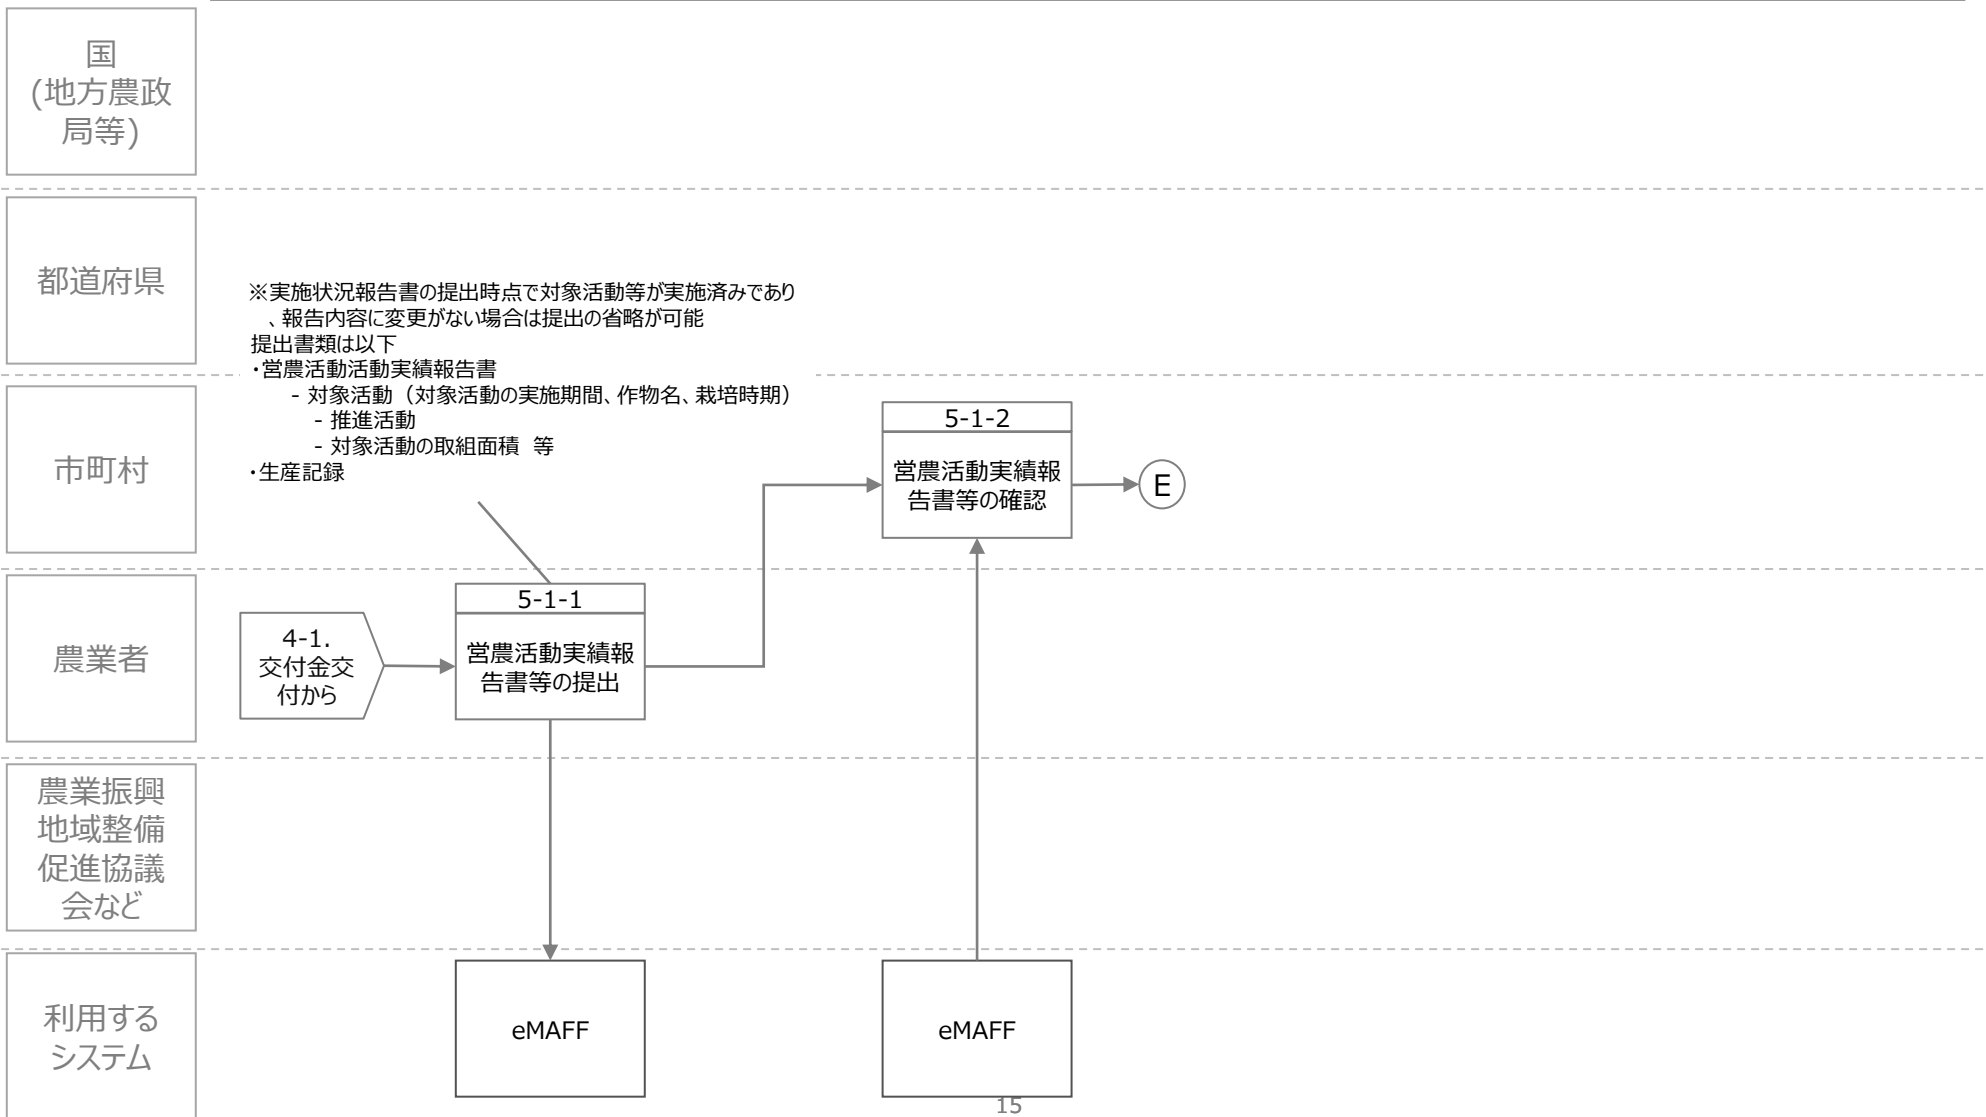 国
(地方農政
局等)
都道府県
※実施状況報告書の提出時点で対象活動等が実施済みであり
、報告内容に変更がない場合は提出の省略が可能
提出書類は以下
・営農活動活動実績報告書
- 対象活動（対象活動の実施期間、作物名、栽培時期）
- 推進活動
- 対象活動の取組面積 等
・生産記録
市町村
5-1-2
営農活動実績報
告書等の確認
E
農業者
4-1.
交付金交
付から
5-1-1
営農活動実績報
告書等の提出
農業振興
地域整備
促進協議
会など
利用する
システム
eMAFF
eMAFF
15